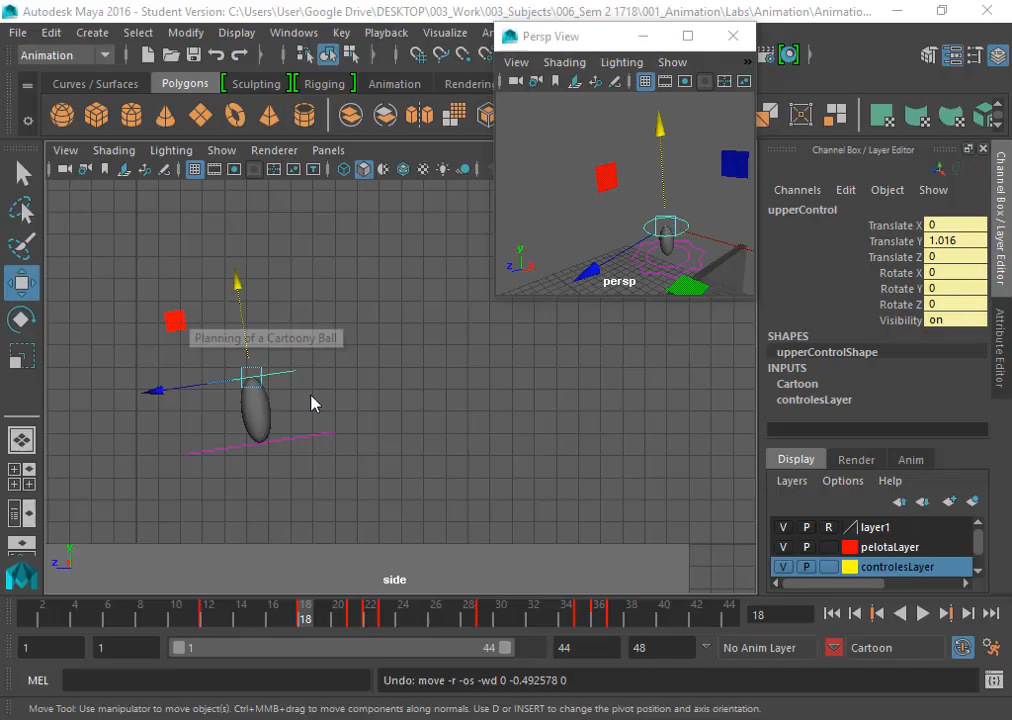 Autodesk Maya 2016 - Student Version: C:\Users\User\Google Drive\DESKTOP\003_Work\003_Subjects\006_Sem 2 1718\001_Animation\Labs\Animation\Animatio...
File Edit Create Select Modify Display Windows Key Playback Visualize
Animation
Curves / Surfaces Polygons Sculpting Rigging Animation Rendering
View Shading Lighting Show Renderer Panels
Planning of a Cartoony Ball
side
y
z
Persp View
View Shading Lighting Show »
persp
y
z
Channel Box / Layer Editor
Channels Edit Object Show
upperControl
Translate X 0
Translate Y 1.016
Translate Z 0
Rotate X 0
Rotate Y 0
Rotate Z 0
Visibility on
SHAPES
upperControlShape
INPUTS
Cartoon
controlesLayer
Display Render Anim
Layers Options Help
V P R layer1
V P pelotaLayer
V P controlesLayer
Channel Box / Layer Editor
Attribute Editor
2 4 6 8 10 12 14 16 18 20 22 24 26 28 30 32 34 36 38 40 42 44
18
18
1 1 1 44 44 48 No Anim Layer Cartoon
MEL Undo: move -r -os -wd 0 -0.492578 0
Move Tool: Use manipulator to move object(s). Ctrl+MMB+drag to move components along normals. Use D or INSERT to change the pivot position and axis orientation.